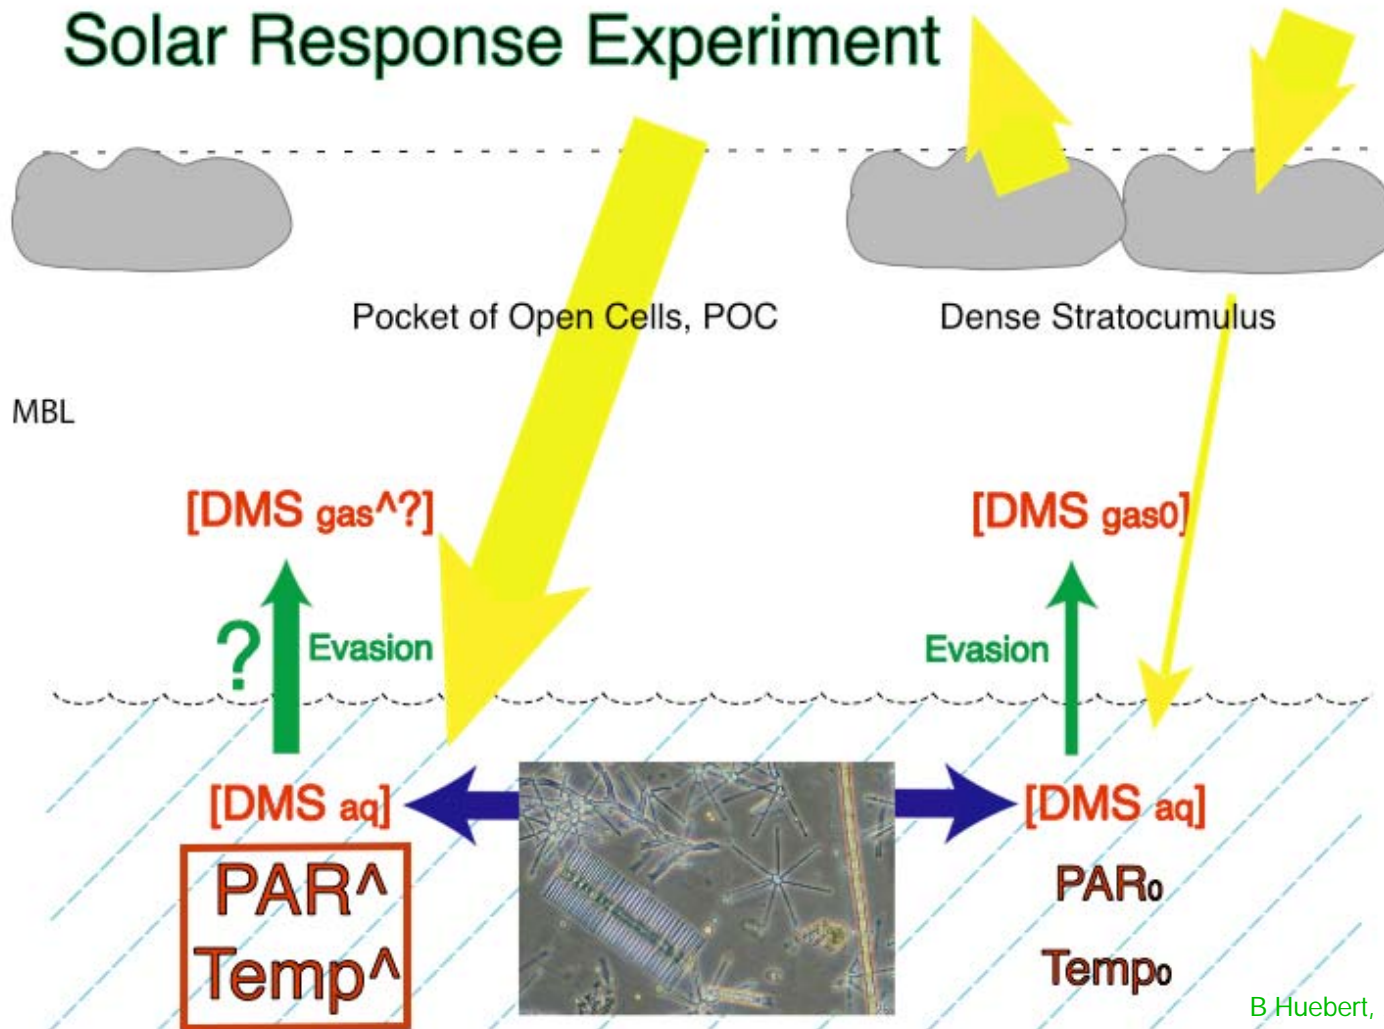 Solar Response Experiment
Pocket of Open Cells, POC
Dense Stratocumulus
MBL
[DMS gas^?]
[DMS gas0]
?
Evasion
Evasion
[DMS aq]
[DMS aq]
PAR^
PAR0
Temp^
Temp0
B Huebert,